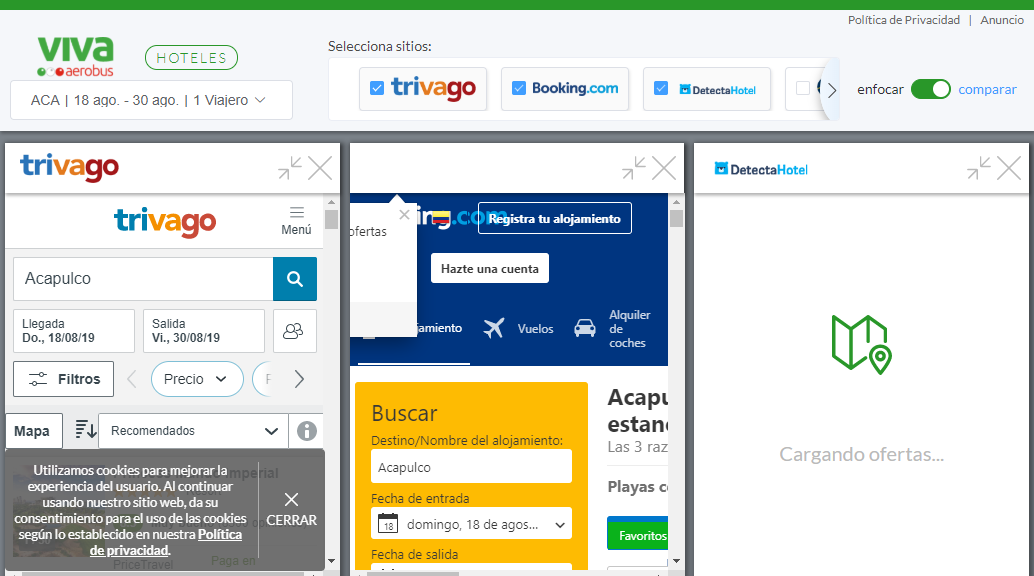 Política de Privacidad | Anuncio
viva
aerobus
HOTELES
Selecciona sitios:
ACA | 18 ago. - 30 ago. | 1 Viajero
trivago
Booking.com
DetectaHotel
enfocar
comparar
trivago
trivago
Menú
Acapulco
Llegada
Do., 18/08/19
Salida
Vi., 30/08/19
Filtros
Precio
Mapa
Recomendados
Imperial
Utilizamos cookies para mejorar la
experiencia del usuario. Al continuar
usando nuestro sitio web, da su
consentimiento para el uso de las cookies
según lo establecido en nuestra Política
de privacidad.
CERRAR
PriceTravel
Paga en
ofertas
ing.com
Registra tu alojamiento
Hazte una cuenta
jamiento
Vuelos
Alquiler
de
coches
Buscar
Destino/Nombre del alojamiento:
Acapulco
Fecha de entrada
18
domingo, 18 de agos...
Fecha de salida
Acapu
estan
Las 3 raz
Playas c
Favoritos
DetectaHotel
Cargando ofertas...